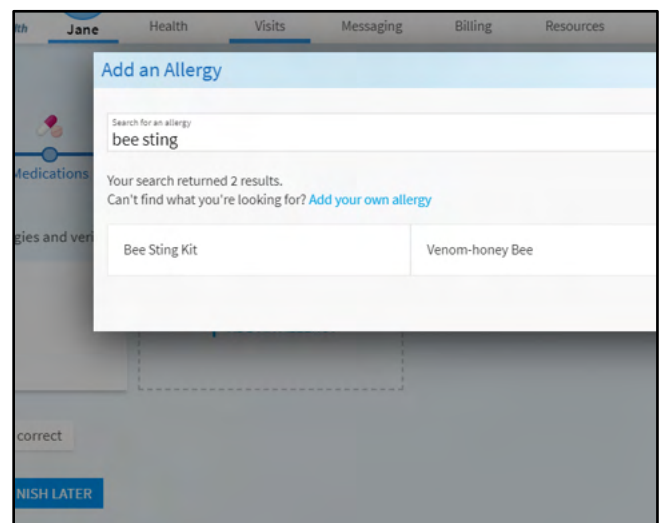 Jane Health Visits Messaging Billing Resources
Add an Allergy
Search for an allergy
bee sting
Medications
Your search returned 2 results.
Can't find what you're looking for? Add your own allergy
gies and veri
Bee Sting Kit Venom-honey Bee
correct
NISH LATER